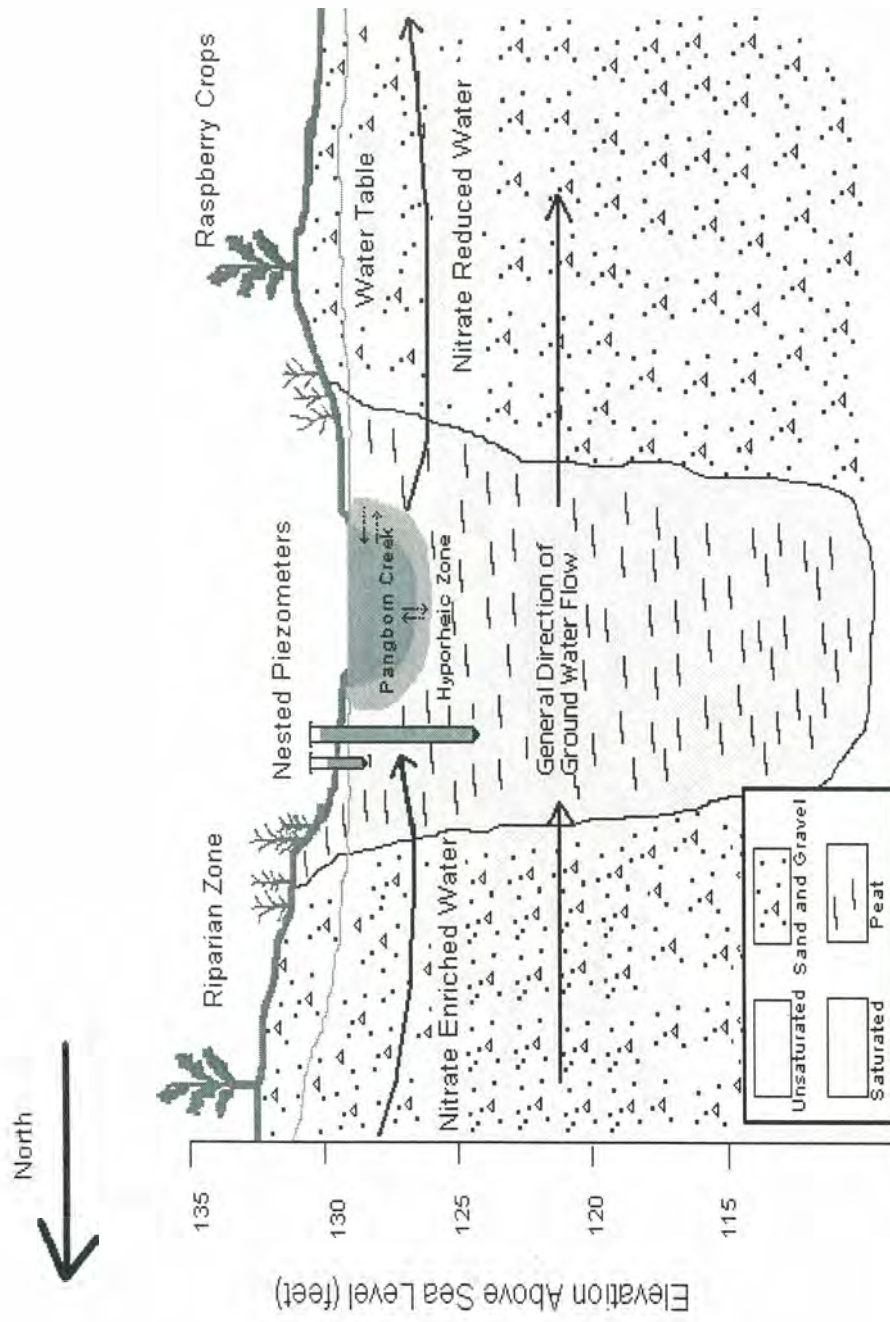 North
Riparian Zone
Nested Piezometers
Raspberry Crops
Elevation Above Sea Level (feet)
135
130
125
120
115
Water Table
Pangborn Creek
Hyporheic Zone
Nitrate Enriched Water
Nitrate Reduced Water
General Direction of
Ground Water Flow
Unsaturated
Sand and Gravel
Saturated
Peat